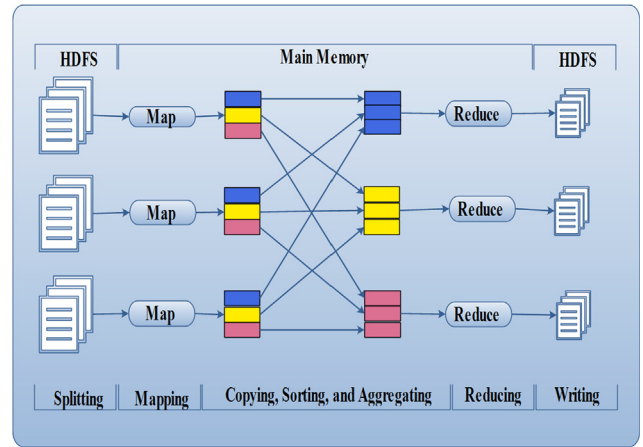 HDFS Main Memory HDFS
Map Reduce
Map Reduce
Map Reduce
Splitting Mapping Copying, Sorting, and Aggregating Reducing Writing